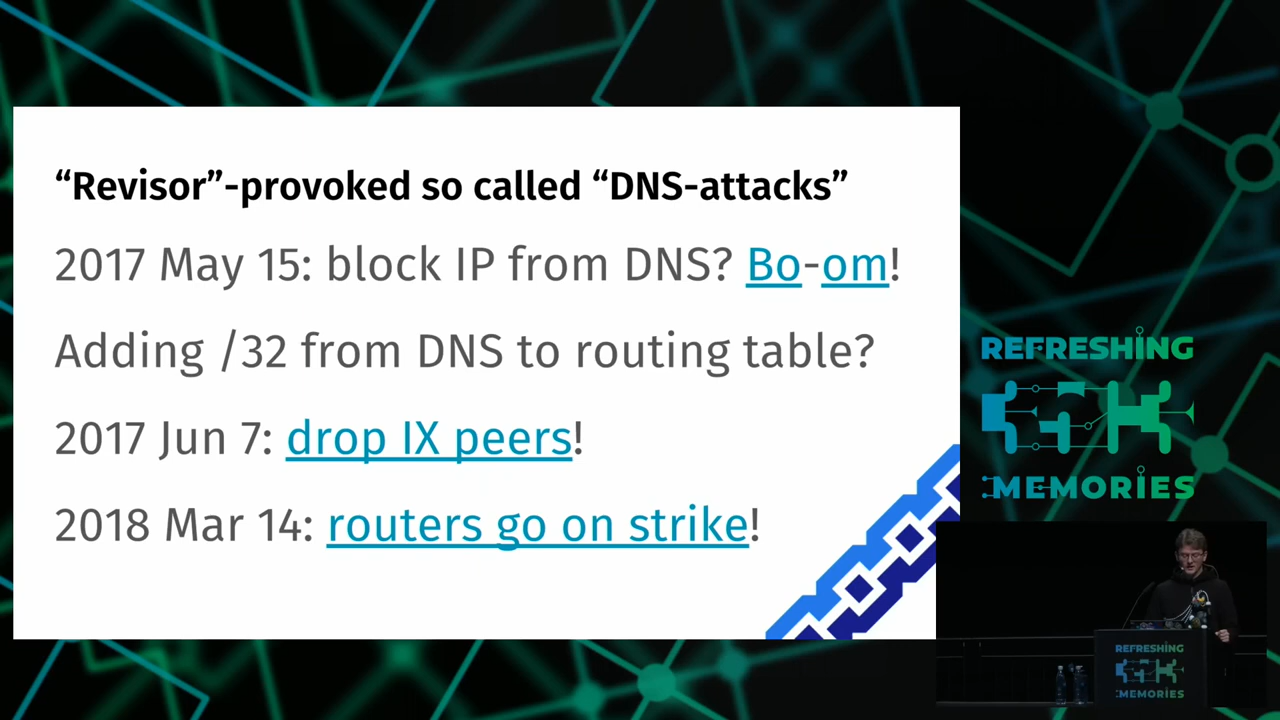 “Revisor”-provoked so called “DNS-attacks”
2017 May 15: block IP from DNS? Bo-om!
Adding /32 from DNS to routing table?
2017 Jun 7: drop IX peers!
2018 Mar 14: routers go on strike!
REFRESHING
35C3
MEMORIES
REFRESHING
35C3
MEMORIES